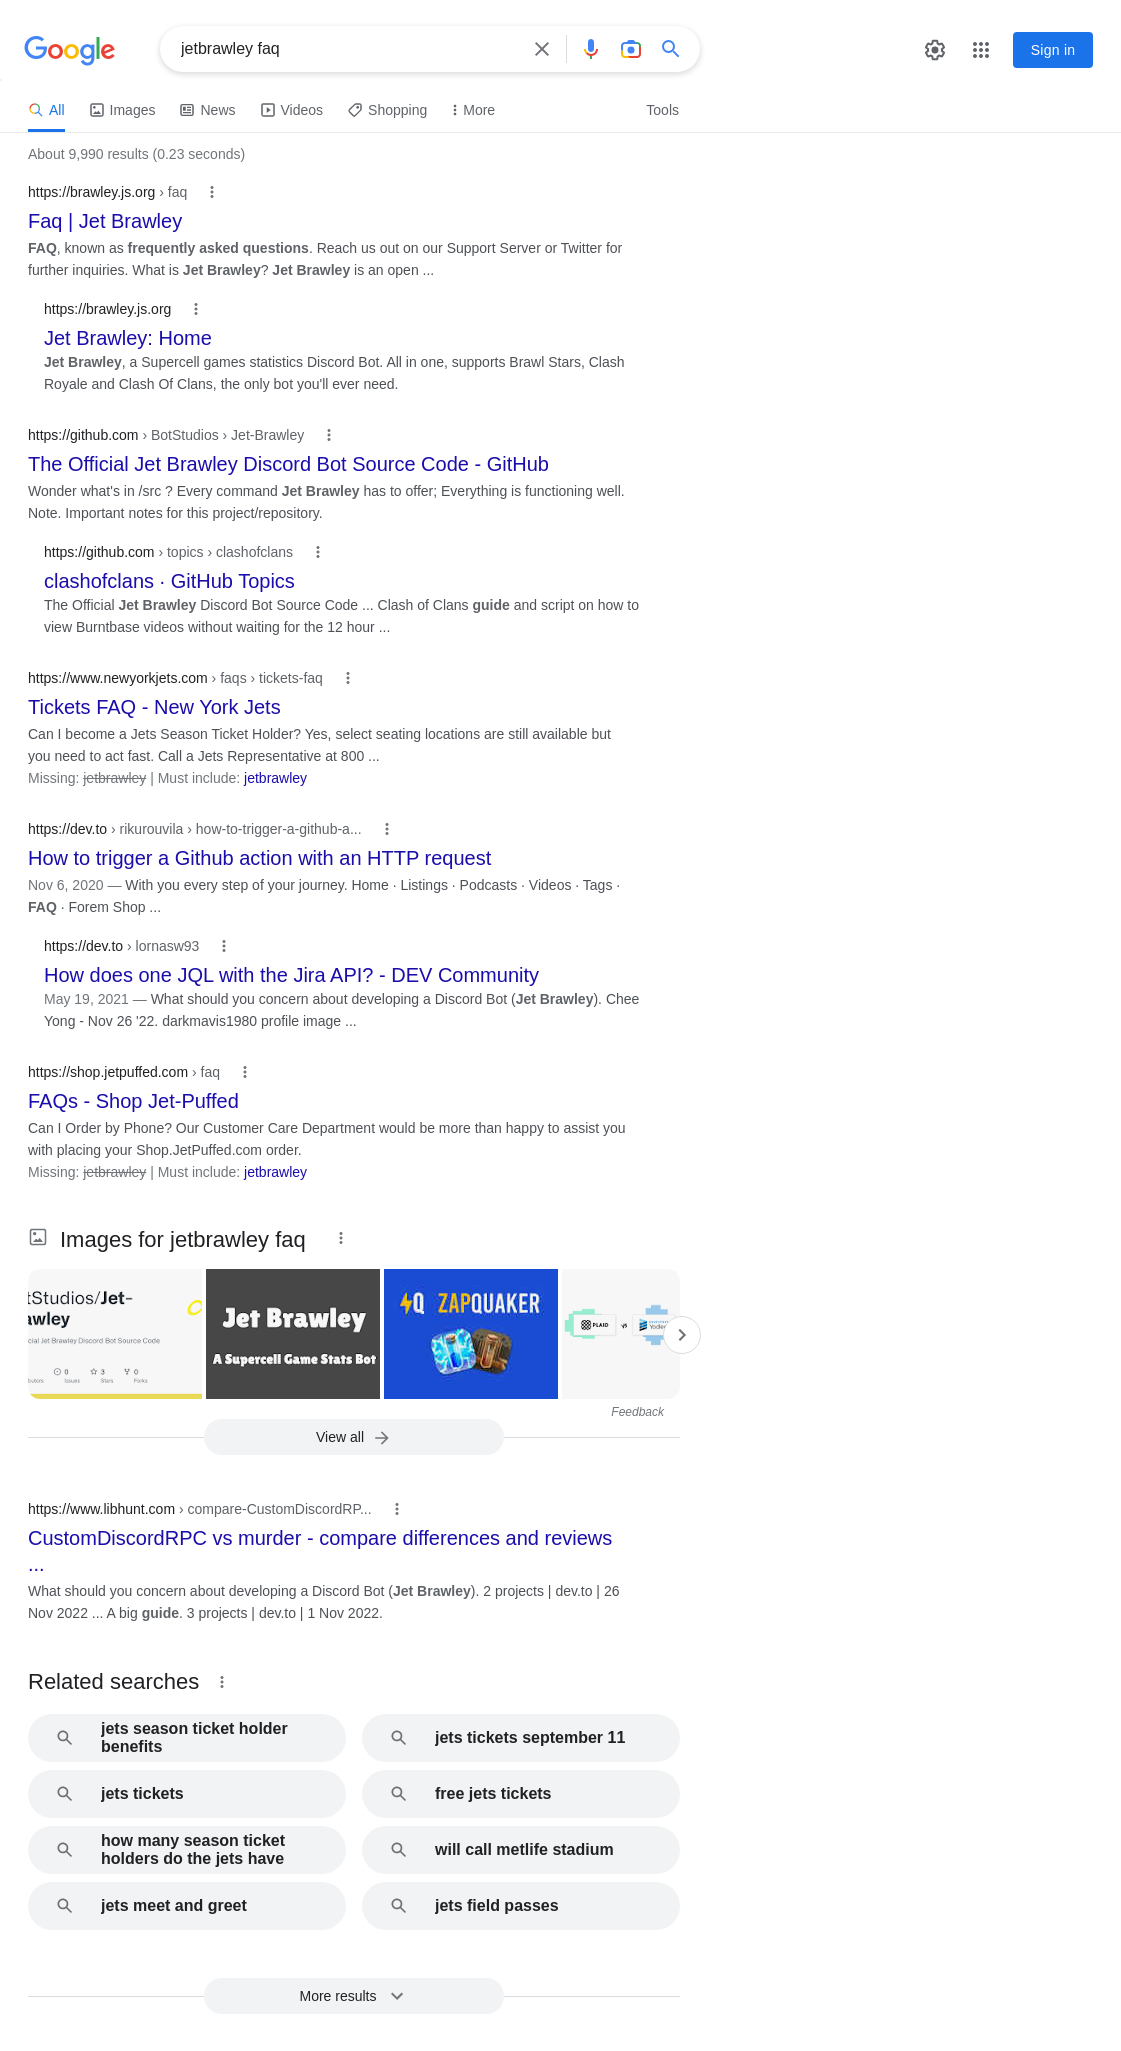 Google
jetbrawley faq
Sign in
All
Images
News
Videos
Shopping
More
Tools
About 9,990 results (0.23 seconds)
https://brawley.js.org › faq
Faq | Jet Brawley
FAQ, known as frequently asked questions. Reach us out on our Support Server or Twitter for
further inquiries. What is Jet Brawley? Jet Brawley is an open ...
https://brawley.js.org
Jet Brawley: Home
Jet Brawley, a Supercell games statistics Discord Bot. All in one, supports Brawl Stars, Clash
Royale and Clash Of Clans, the only bot you'll ever need.
https://github.com › BotStudios › Jet-Brawley
The Official Jet Brawley Discord Bot Source Code - GitHub
Wonder what's in /src ? Every command Jet Brawley has to offer; Everything is functioning well.
Note. Important notes for this project/repository.
https://github.com › topics › clashofclans
clashofclans · GitHub Topics
The Official Jet Brawley Discord Bot Source Code ... Clash of Clans guide and script on how to
view Burntbase videos without waiting for the 12 hour ...
https://www.newyorkjets.com › faqs › tickets-faq
Tickets FAQ - New York Jets
Can I become a Jets Season Ticket Holder? Yes, select seating locations are still available but
you need to act fast. Call a Jets Representative at 800 ...
Missing: jetbrawley | Must include: jetbrawley
https://dev.to › rikurouvila › how-to-trigger-a-github-a...
How to trigger a Github action with an HTTP request
Nov 6, 2020 — With you every step of your journey. Home · Listings · Podcasts · Videos · Tags ·
FAQ · Forem Shop ...
https://dev.to › lornasw93
How does one JQL with the Jira API? - DEV Community
May 19, 2021 — What should you concern about developing a Discord Bot (Jet Brawley). Chee
Yong - Nov 26 '22. darkmavis1980 profile image ...
https://shop.jetpuffed.com › faq
FAQs - Shop Jet-Puffed
Can I Order by Phone? Our Customer Care Department would be more than happy to assist you
with placing your Shop.JetPuffed.com order.
Missing: jetbrawley | Must include: jetbrawley
Images for jetbrawley faq
tStudios/Jet-
awley
cial Jet Brawley Discord Bot Source Code
0
3
0
Issues
Stars
Forks
Jet Brawley
A Supercell Game Stats Bot
Q ZAPQUAKER
PLAID
vs
Feedback
View all
https://www.libhunt.com › compare-CustomDiscordRP...
CustomDiscordRPC vs murder - compare differences and reviews
...
What should you concern about developing a Discord Bot (Jet Brawley). 2 projects | dev.to | 26
Nov 2022 ... A big guide. 3 projects | dev.to | 1 Nov 2022.
Related searches
jets season ticket holder
benefits
jets tickets september 11
jets tickets
free jets tickets
how many season ticket
holders do the jets have
will call metlife stadium
jets meet and greet
jets field passes
More results